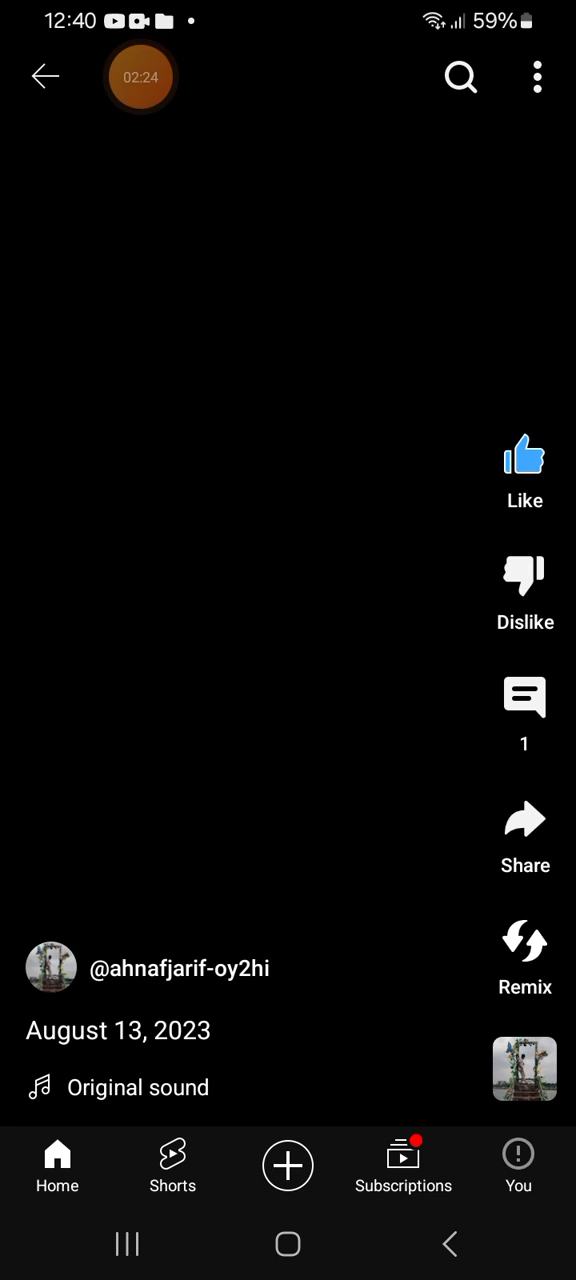 12:40
59%
02:24
Like
Dislike
1
Share
@ahnafjarif-oy2hi
Remix
August 13, 2023
Original sound
Home
Shorts
Subscriptions
You